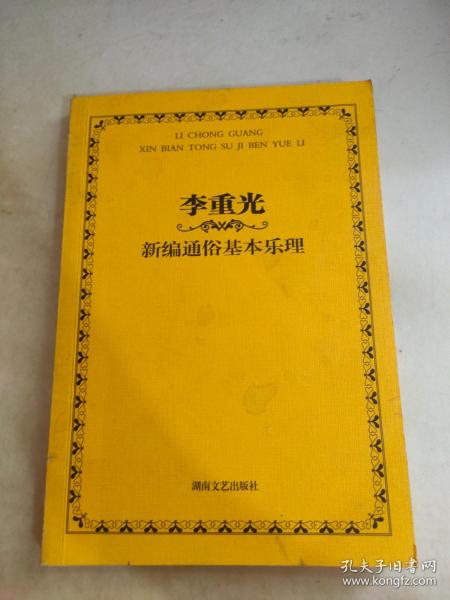 LI CHONG GUANG
XIN BIAN TONG SU JI BEN YUE LI
李重光
新编通俗基本乐理
湖南文艺出版社
孔夫子旧书网
www.kongfz.com